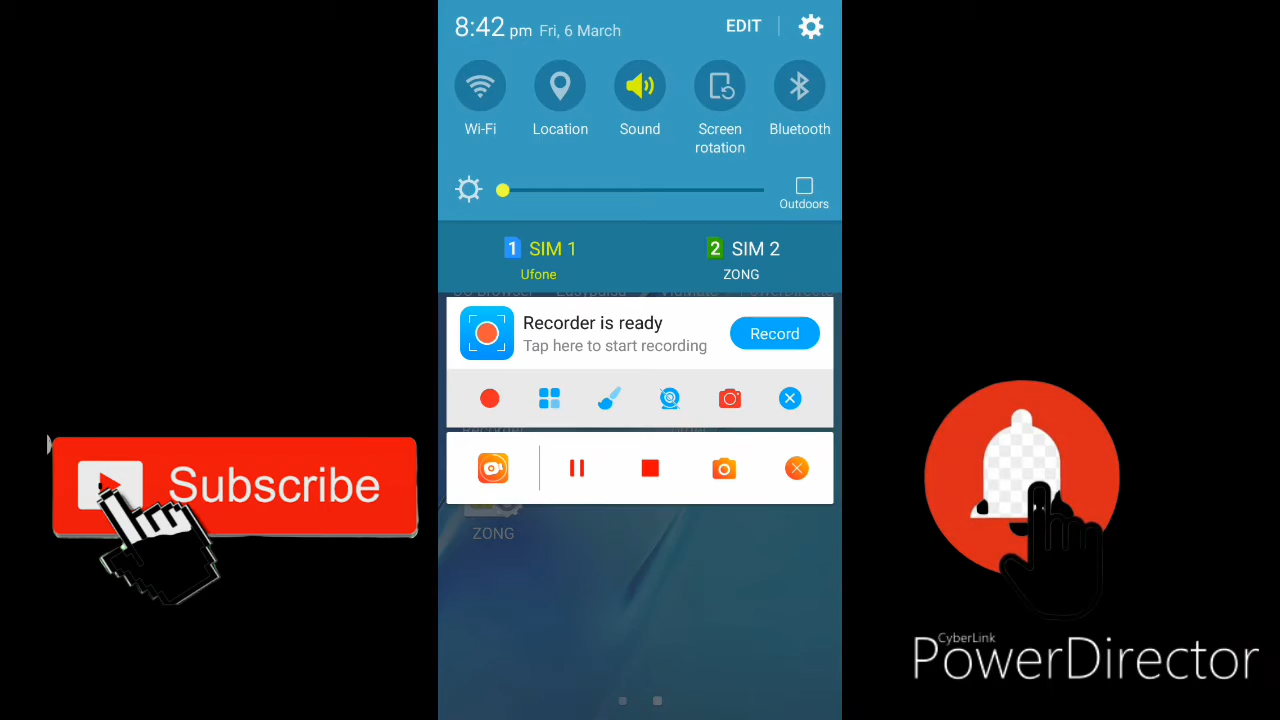 8:42 pm Fri, 6 March EDIT
Wi-Fi Location Sound Screen rotation Bluetooth
Outdoors
1 SIM 1 2 SIM 2
Ufone ZONG
Recorder is ready
Tap here to start recording
Record
Subscribe
ZONG
CyberLink
PowerDirector